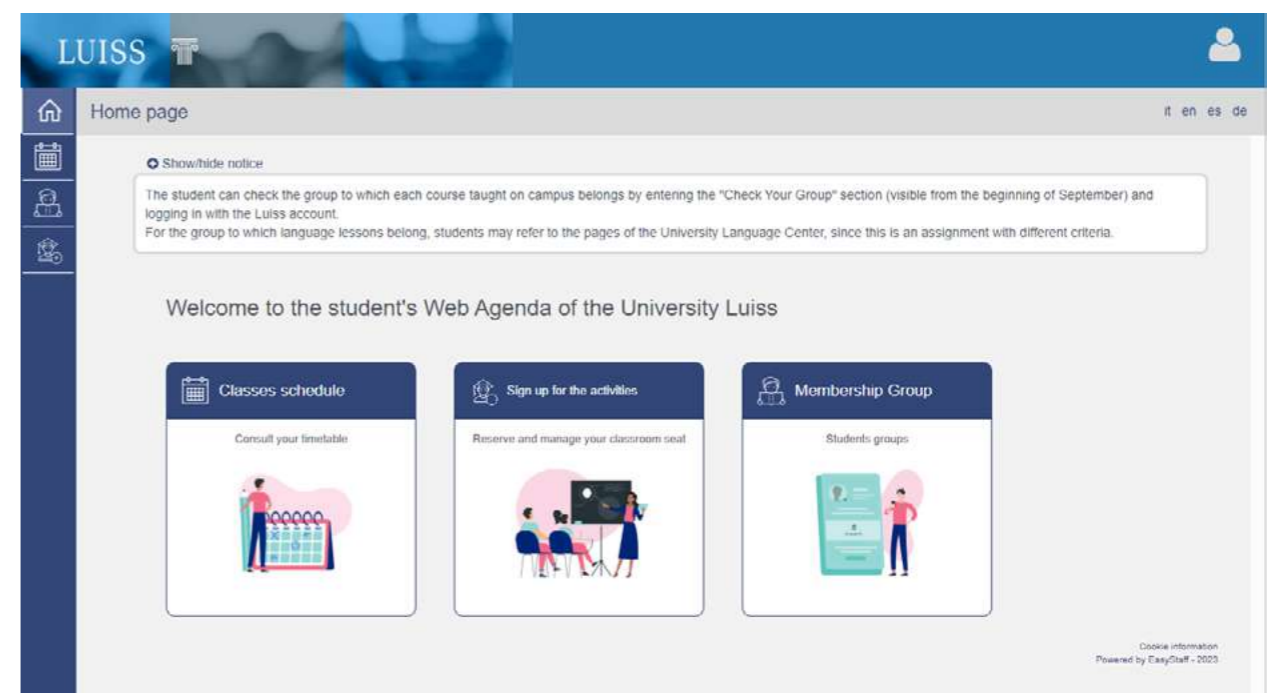 LUISS
Home page
it en es de
Show/hide notice
The student can check the group to which each course taught on campus belongs by entering the "Check Your Group" section (visible from the beginning of September) and
logging in with the Luiss account.
For the group to which language lessons belong, students may refer to the pages of the University Language Center, since this is an assignment with different criteria.
Welcome to the student's Web Agenda of the University Luiss
Classes schedule
Sign up for the activities
Membership Group
Consult your timetable
Reserve and manage your classroom seat
Students groups
Cookie information
Powered by EasyStaff - 2023